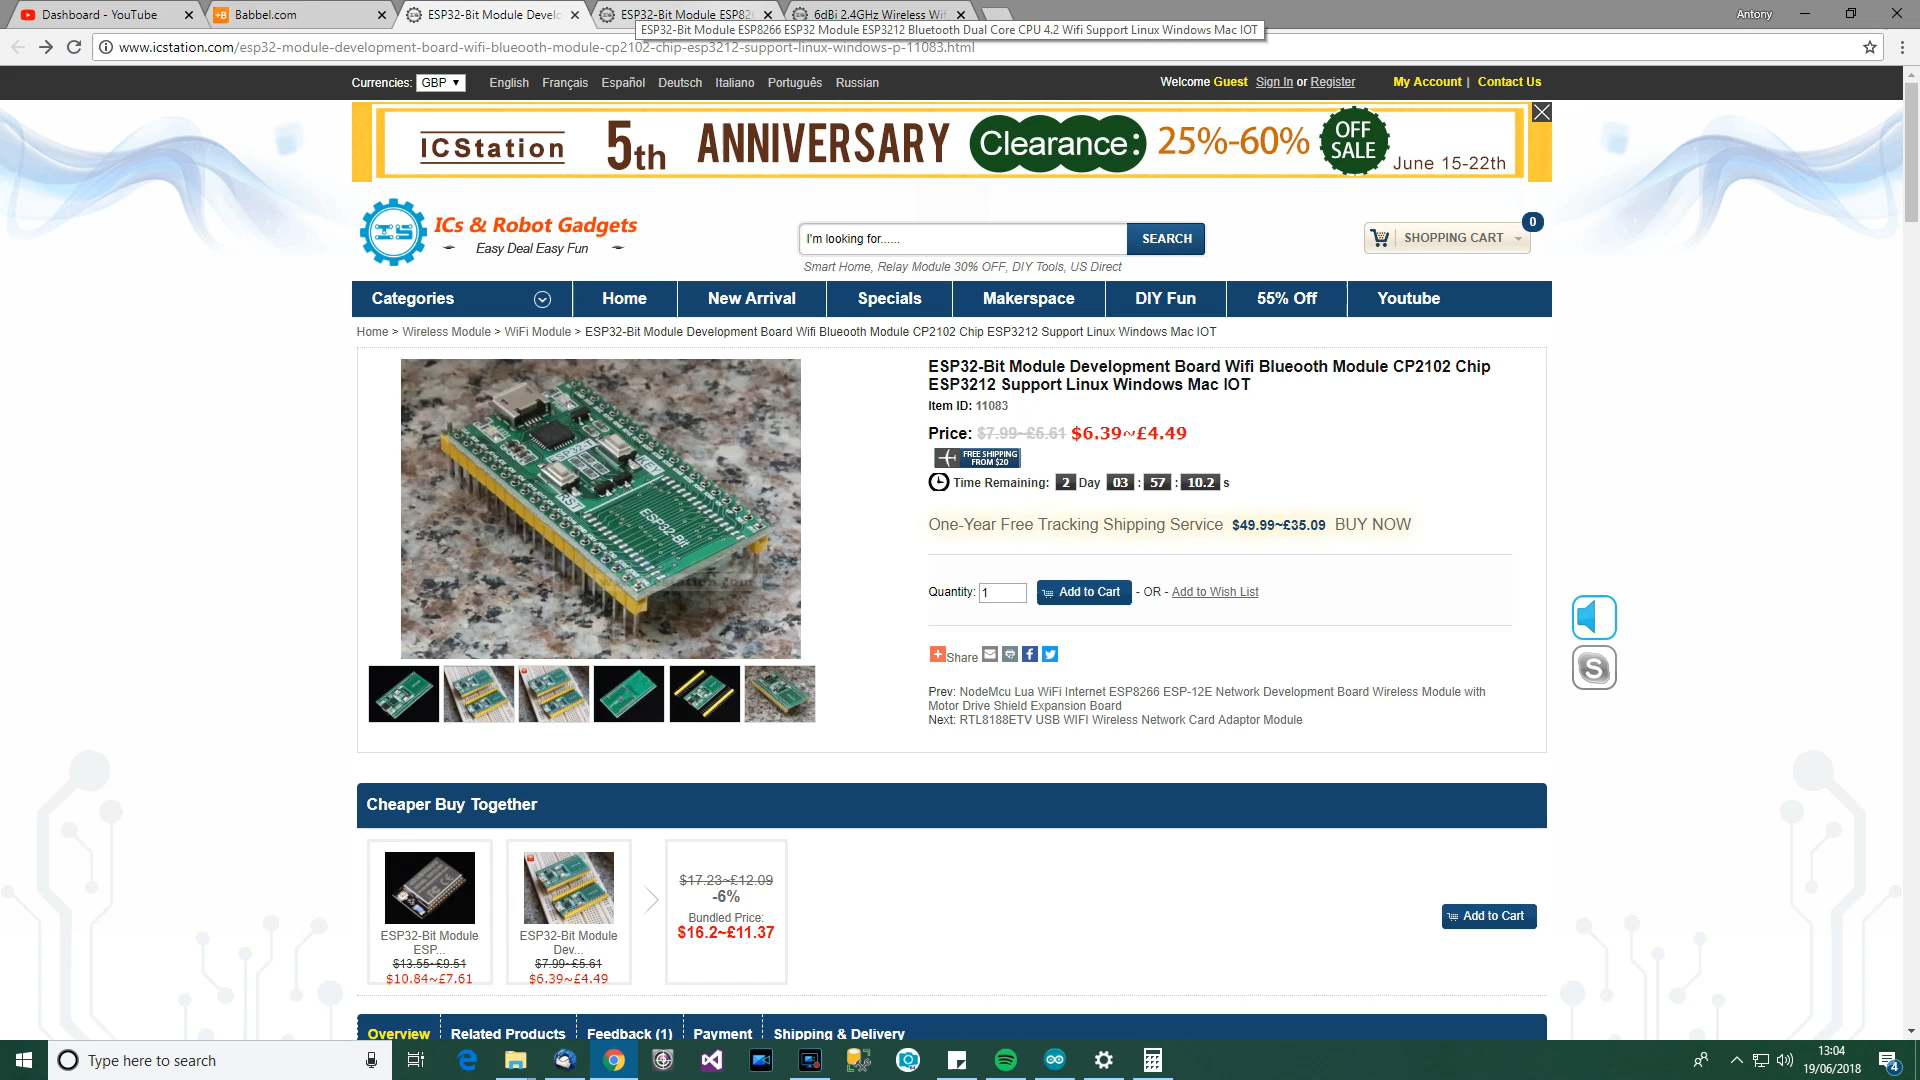 Dashboard - YouTube
Babbel.com
ESP32-Bit Module Develo
ESP32-Bit Module ESP826
6dBi 2.4GHz Wireless Wif
Antony
ESP32-Bit Module ESP8266 ESP32 Module ESP3212 Bluetooth Dual Core CPU 4.2 Wifi Support Linux Windows Mac IOT
www.icstation.com/esp32-module-development-board-wifi-blueooth-module-cp2102-chip-esp3212-support-linux-windows-p-11083.html
Currencies: GBP English Français Español Deutsch Italiano Português Russian
Welcome Guest Sign In or Register My Account | Contact Us
ICStation 5th ANNIVERSARY Clearance: 25%-60% OFF SALE June 15-22th
ICs & Robot Gadgets
Easy Deal Easy Fun
I'm looking for......
SEARCH
Smart Home, Relay Module 30% OFF, DIY Tools, US Direct
SHOPPING CART
0
Categories Home New Arrival Specials Makerspace DIY Fun 55% Off Youtube
Home > Wireless Module > WiFi Module > ESP32-Bit Module Development Board Wifi Blueooth Module CP2102 Chip ESP3212 Support Linux Windows Mac IOT
ESP32-T
KEY
RST
ESP32-Bit
ESP32-Bit Module Development Board Wifi Blueooth Module CP2102 Chip
ESP3212 Support Linux Windows Mac IOT
Item ID: 11083
Price: $7.99~£5.61 $6.39~£4.49
FREE SHIPPING
FROM $20
Time Remaining: 2 Day 03 : 57 : 10.2 s
One-Year Free Tracking Shipping Service $49.99~£35.09 BUY NOW
Quantity: 1 Add to Cart - OR - Add to Wish List
Share
Prev: NodeMcu Lua WiFi Internet ESP8266 ESP-12E Network Development Board Wireless Module with
Motor Drive Shield Expansion Board
Next: RTL8188ETV USB WIFI Wireless Network Card Adaptor Module
Cheaper Buy Together
ESP32-Bit Module
ESP...
$13.55~£9.51
$10.84~£7.61
ESP32-Bit Module
Dev...
$7.99~£5.61
$6.39~£4.49
$17.23~£12.09
-6%
Bundled Price:
$16.2~£11.37
Add to Cart
Overview Related Products Feedback (1) Payment Shipping & Delivery
Type here to search
13:04
19/06/2018
4